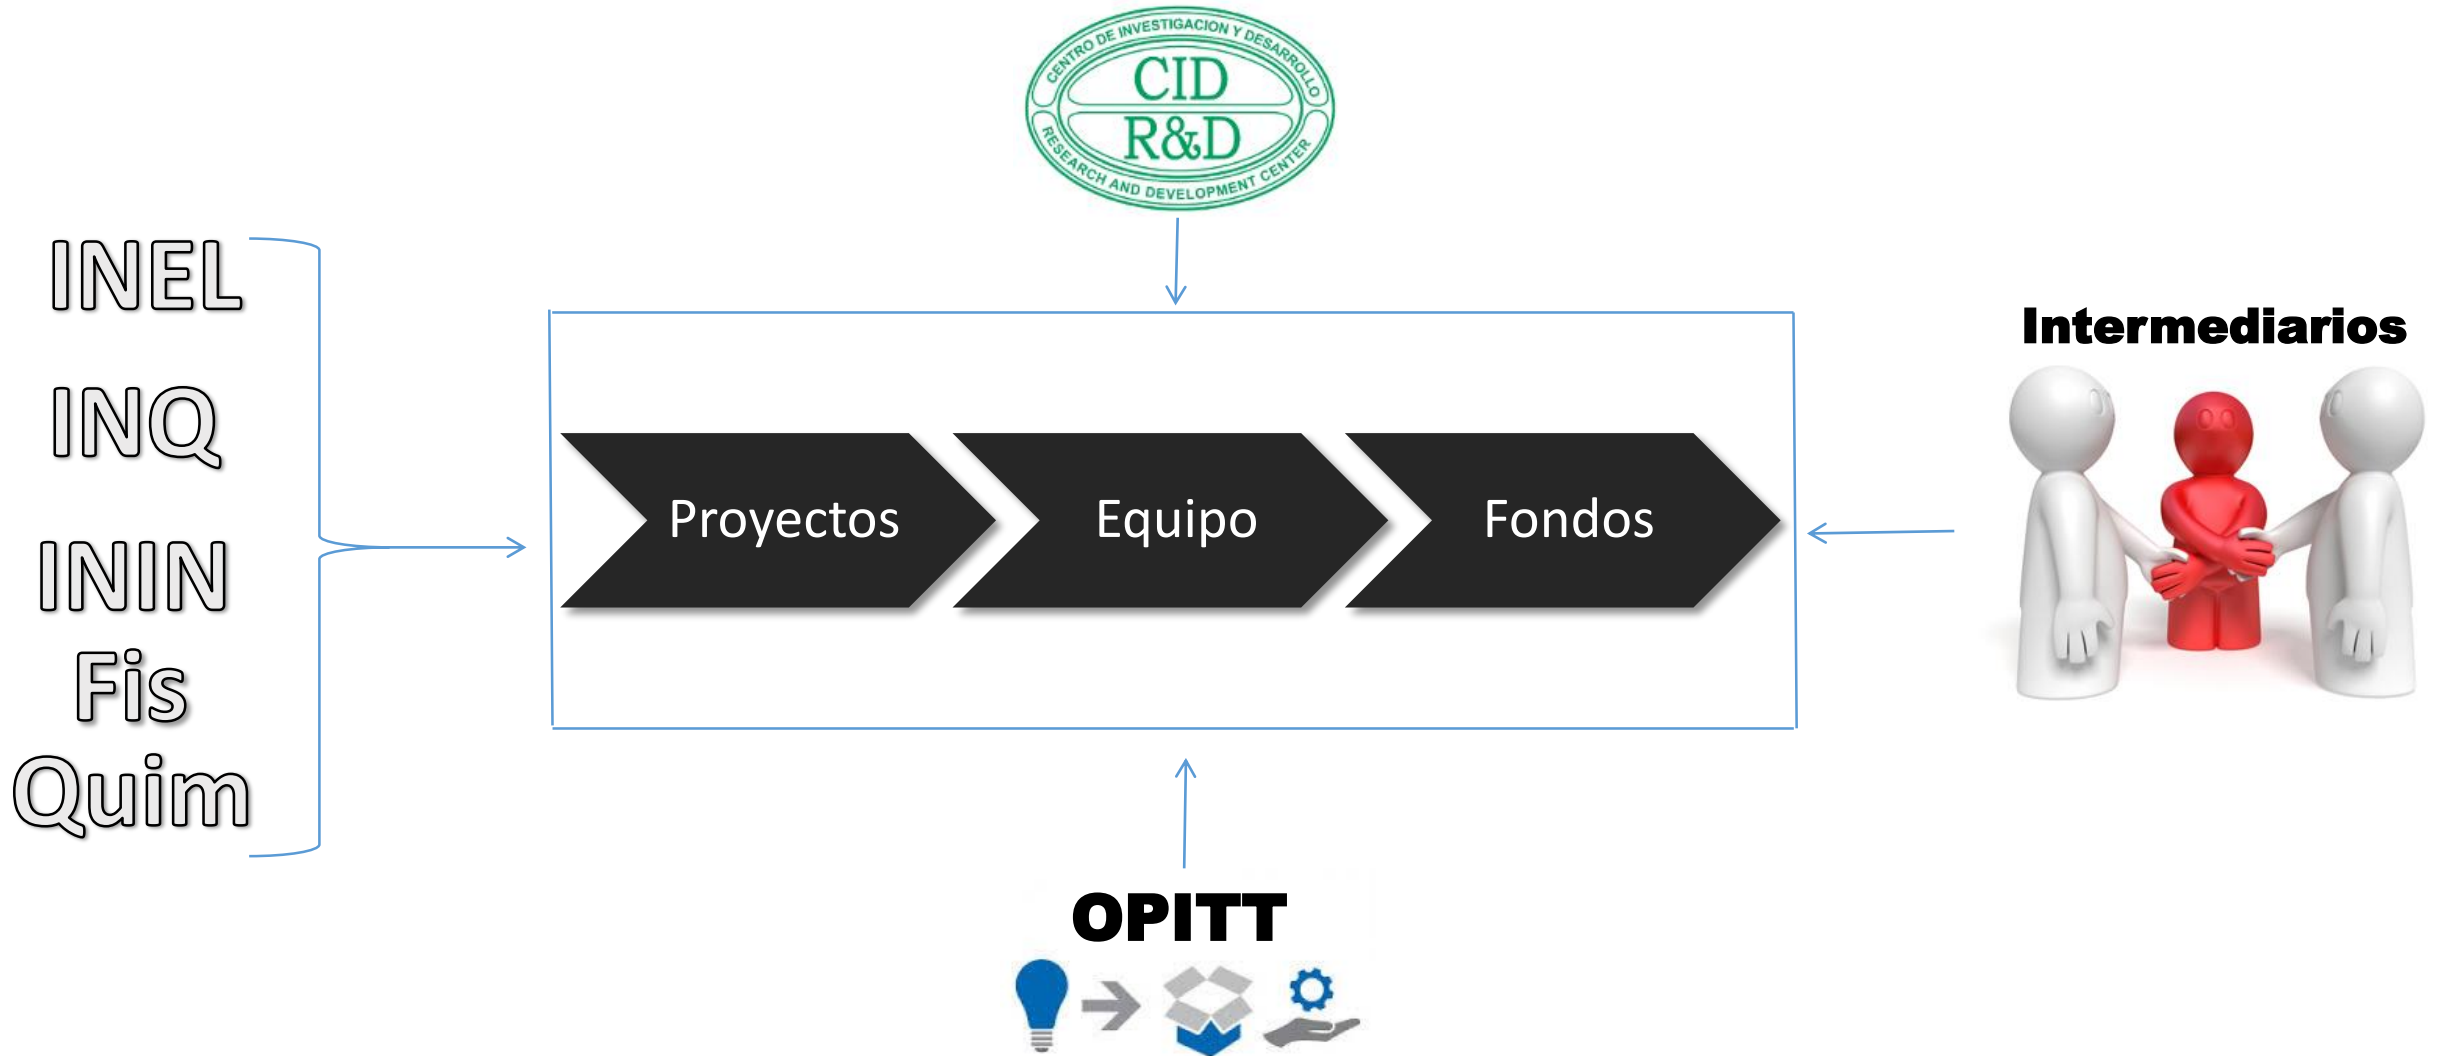 CENTRO DE INVESTIGACION Y DESARROLLO
CID
R&D
RESEARCH AND DEVELOPMENT CENTER
INEL
INQ
ININ
Fis
Quim
Proyectos
Equipo
Fondos
Intermediarios
OPITT